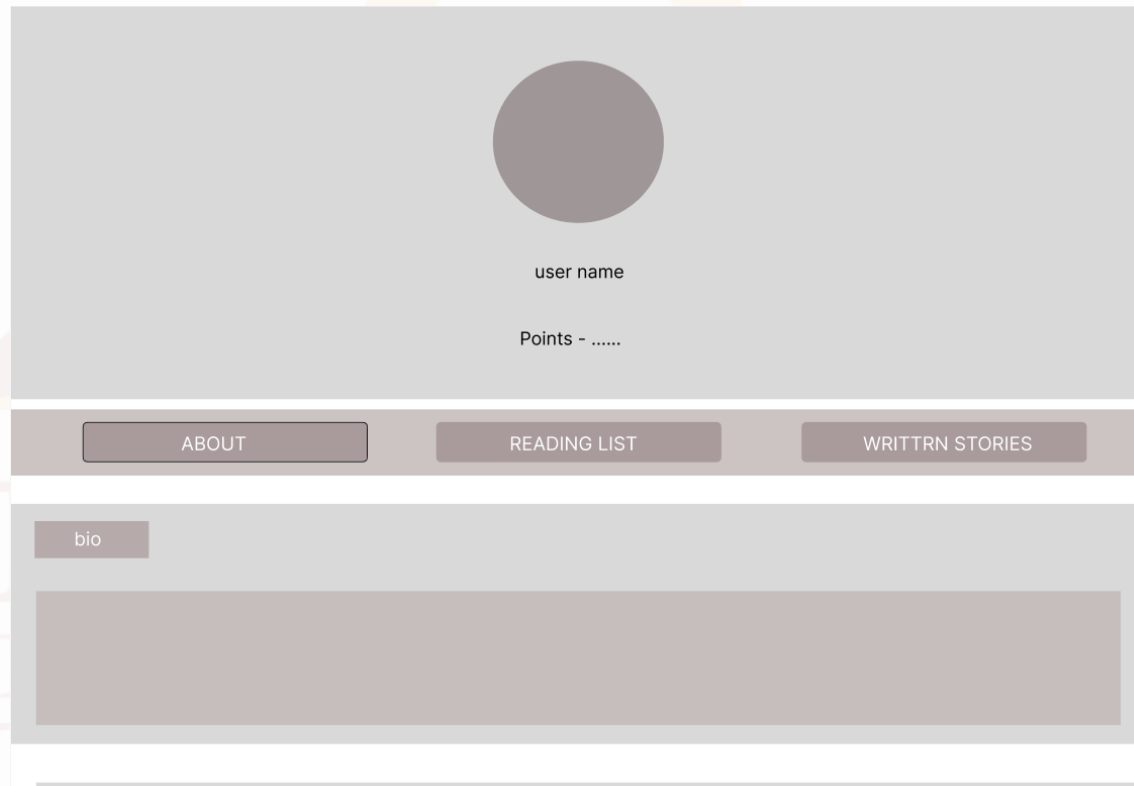 user name
Points - ......
ABOUT
READING LIST
WRITTRN STORIES
bio